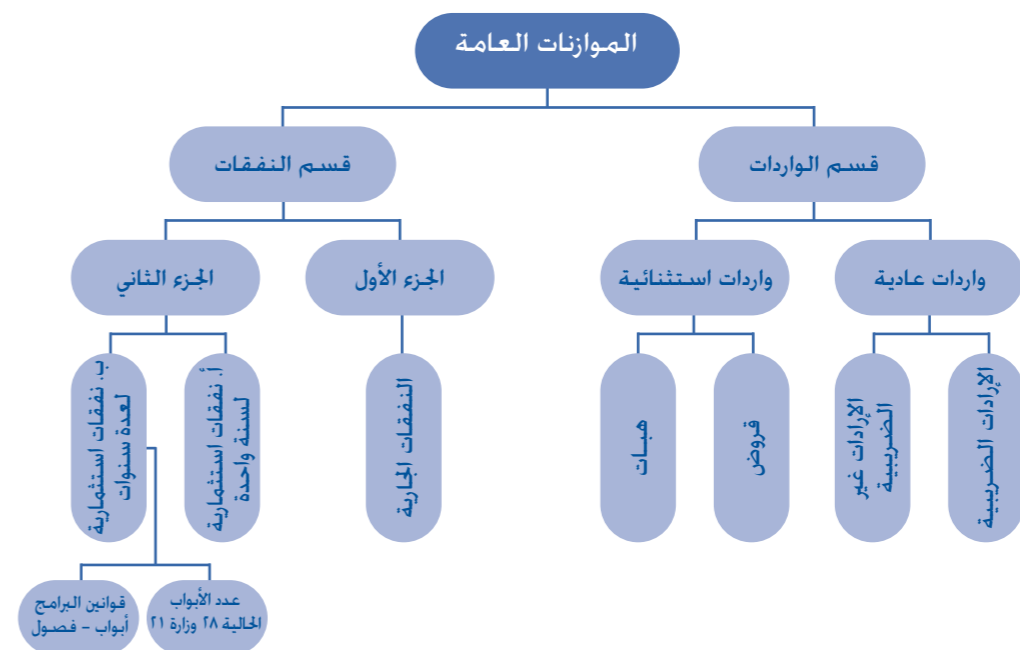 الموازنات العامة
قسم الواردات
قسم النفقات
واردات عادية
واردات استثنائية
الجزء الأول
الجزء الثاني
الإرادات الضريبية
الإرادات غير
الضريبية
قروض
هبات
النفقات الجارية
أ. نفقات استثمارية
لسنة واحدة
ب. نفقات استثمارية
لعدة سنوات
عدد الأبواب
الحالية ٢٨ وزارة ٢١
قوانين البرامج
أبواب – فصول